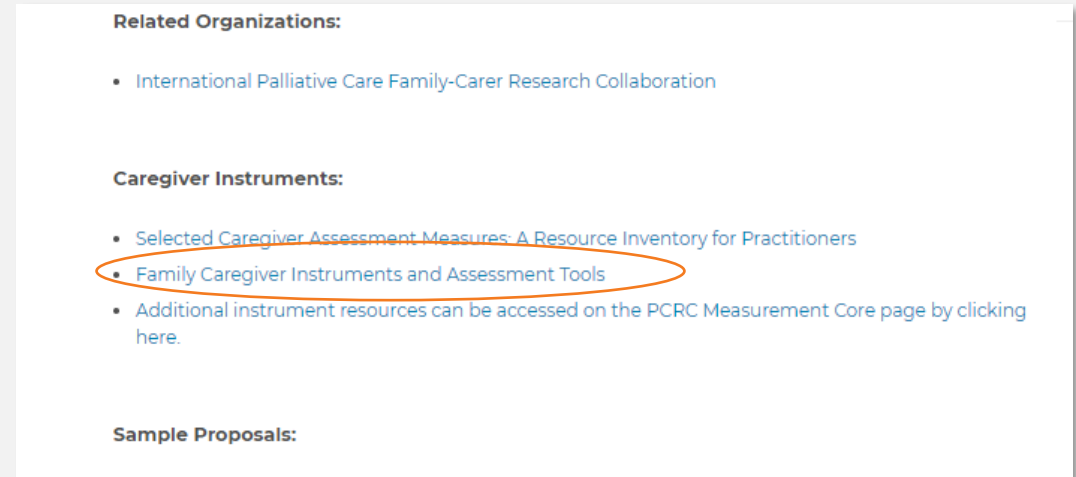 Related Organizations:
• International Palliative Care Family-Carer Research Collaboration
Caregiver Instruments:
• Selected Caregiver Assessment Measures: A Resource Inventory for Practitioners
• Family Caregiver Instruments and Assessment Tools
• Additional instrument resources can be accessed on the PCRC Measurement Core page by clicking
here.
Sample Proposals: